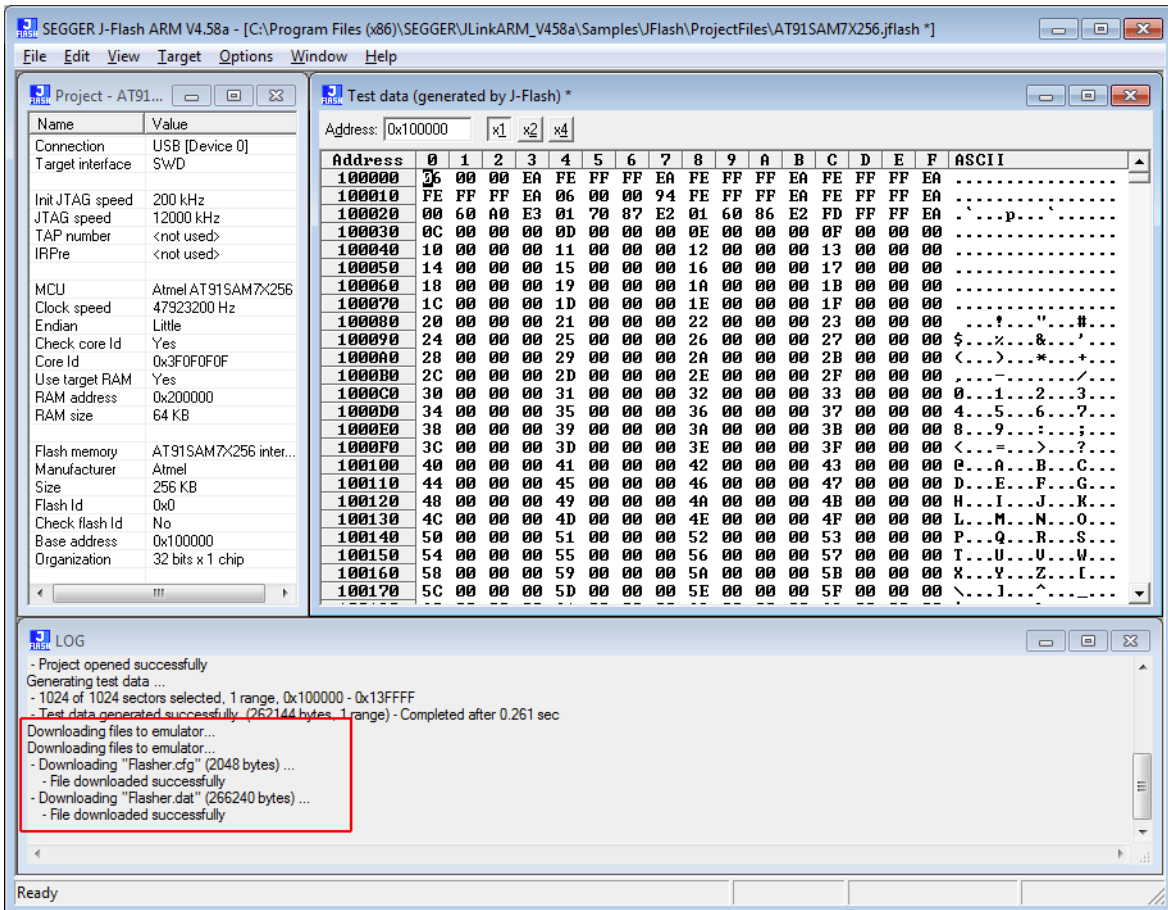 SEGGER J-Flash ARM V4.58a - [C:\Program Files (x86)\SEGGER\JLinkARM_V458a\Samples\JFlash\ProjectFiles\AT91SAM7X256.jflash *]
File Edit View Target Options Window Help
Project - AT91...
Name Value
Connection USB [Device 0]
Target interface SWD
Init JTAG speed 200 kHz
JTAG speed 12000 kHz
TAP number <not used>
IRPre <not used>
MCU Atmel AT91SAM7X256
Clock speed 47923200 Hz
Endian Little
Check core Id Yes
Core Id 0x3F0F0F0F
Use target RAM Yes
RAM address 0x200000
RAM size 64 KB
Flash memory AT91SAM7X256 inter...
Manufacturer Atmel
Size 256 KB
Flash Id 0x0
Check flash Id No
Base address 0x100000
Organization 32 bits x 1 chip
Test data (generated by J-Flash) *
Address: 0x100000 x1 x2 x4
Address 0 1 2 3 4 5 6 7 8 9 A B C D E F ASCII
100000 06 00 00 EA FE FF FF EA FE FF FF EA FE FF FF EA ................
100010 FE FF FF EA 06 00 00 94 FE FF FF EA FE FF FF EA ................
100020 00 60 A0 E3 01 70 87 E2 01 60 86 E2 FD FF FF EA .`...p...`......
100030 0C 00 00 00 0D 00 00 00 0E 00 00 00 0F 00 00 00 ................
100040 10 00 00 00 11 00 00 00 12 00 00 00 13 00 00 00 ................
100050 14 00 00 00 15 00 00 00 16 00 00 00 17 00 00 00 ................
100060 18 00 00 00 19 00 00 00 1A 00 00 00 1B 00 00 00 ................
100070 1C 00 00 00 1D 00 00 00 1E 00 00 00 1F 00 00 00 ................
100080 20 00 00 00 21 00 00 00 22 00 00 00 23 00 00 00  ...!..."...#...
100090 24 00 00 00 25 00 00 00 26 00 00 00 27 00 00 00 $...%...&...'...
1000A0 28 00 00 00 29 00 00 00 2A 00 00 00 2B 00 00 00 (...)...*...+...
1000B0 2C 00 00 00 2D 00 00 00 2E 00 00 00 2F 00 00 00 ,...-......./...
1000C0 30 00 00 00 31 00 00 00 32 00 00 00 33 00 00 00 0...1...2...3...
1000D0 34 00 00 00 35 00 00 00 36 00 00 00 37 00 00 00 4...5...6...7...
1000E0 38 00 00 00 39 00 00 00 3A 00 00 00 3B 00 00 00 8...9...:...;...
1000F0 3C 00 00 00 3D 00 00 00 3E 00 00 00 3F 00 00 00 <...=...>...?...
100100 40 00 00 00 41 00 00 00 42 00 00 00 43 00 00 00 @...A...B...C...
100110 44 00 00 00 45 00 00 00 46 00 00 00 47 00 00 00 D...E...F...G...
100120 48 00 00 00 49 00 00 00 4A 00 00 00 4B 00 00 00 H...I...J...K...
100130 4C 00 00 00 4D 00 00 00 4E 00 00 00 4F 00 00 00 L...M...N...O...
100140 50 00 00 00 51 00 00 00 52 00 00 00 53 00 00 00 P...Q...R...S...
100150 54 00 00 00 55 00 00 00 56 00 00 00 57 00 00 00 T...U...V...W...
100160 58 00 00 00 59 00 00 00 5A 00 00 00 5B 00 00 00 X...Y...Z...[...
100170 5C 00 00 00 5D 00 00 00 5E 00 00 00 5F 00 00 00 \...]...^..._...
LOG
- Project opened successfully
Generating test data ...
- 1024 of 1024 sectors selected, 1 range, 0x100000 - 0x13FFFF
- Test data generated successfully. (262144 bytes, 1 range) - Completed after 0.261 sec
Downloading files to emulator...
Downloading files to emulator...
- Downloading "Flasher.cfg" (2048 bytes) ...
- File downloaded successfully
- Downloading "Flasher.dat" (266240 bytes) ...
- File downloaded successfully
Ready